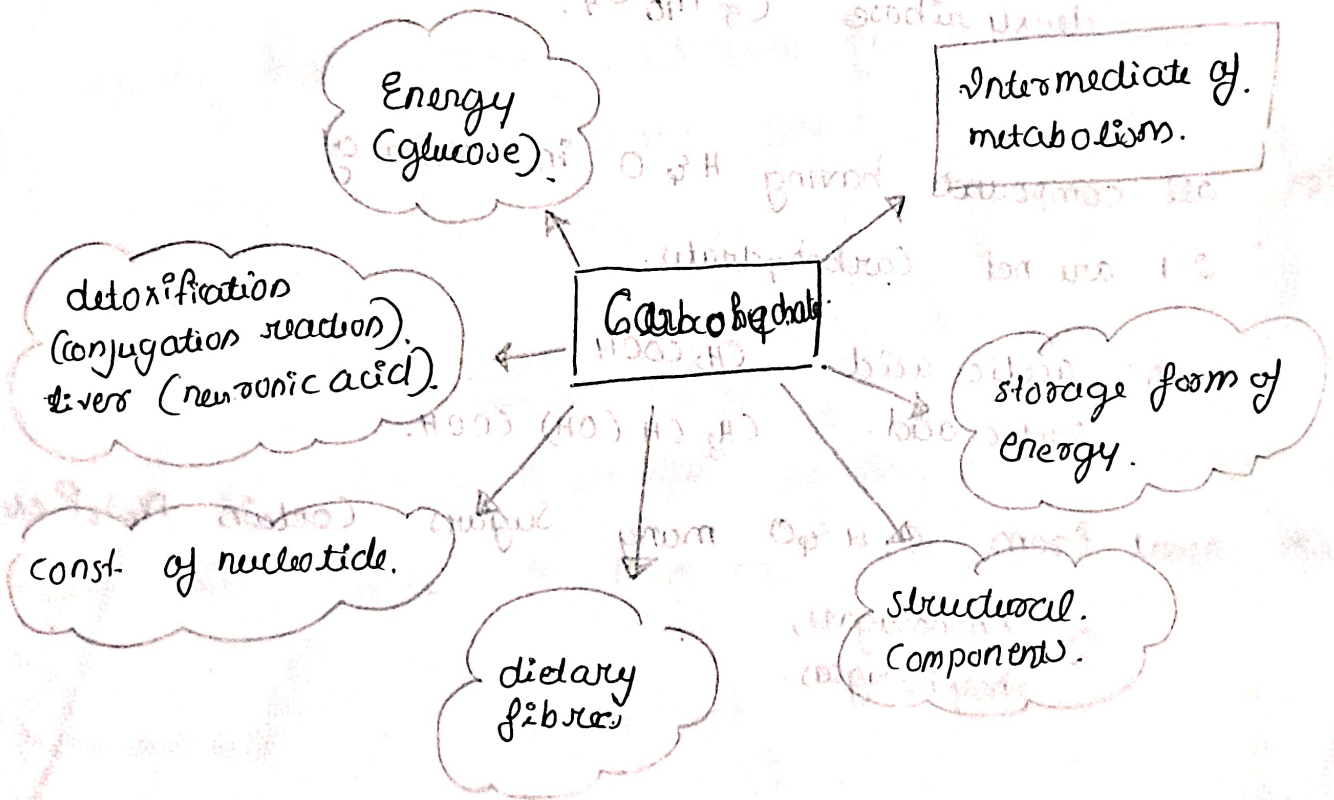 Energy
(glucose).
Intermediate of.
metabolism.
detoxification
(conjugation reaction).
liver (neuronic acid).
Carbohydrate.
storage form of
energy.
const. of nucleotide.
structural.
components.
dietary
fibres